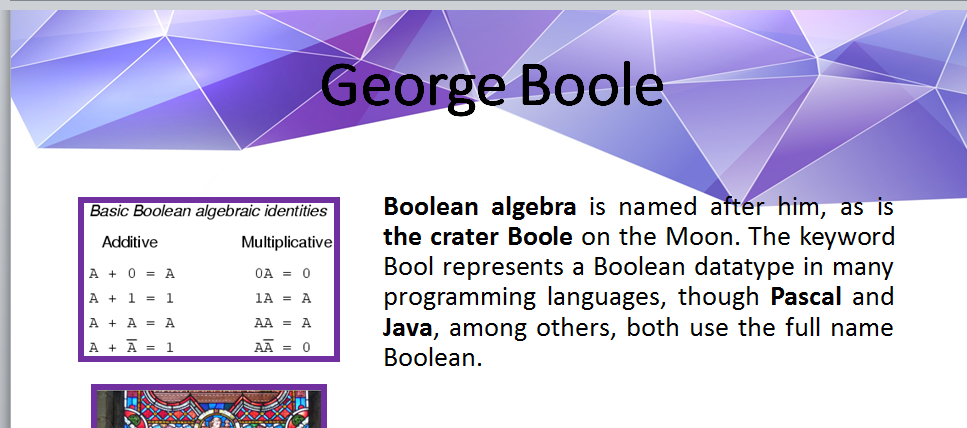 George Boole
Basic Boolean algebraic identities
Additive Multiplicative
A + 0 = A 0A = 0
A + 1 = 1 1A = A
A + A = A AA = A
A + A̅ = 1 AA̅ = 0
Boolean algebra is named after him, as is
the crater Boole on the Moon. The keyword
Bool represents a Boolean datatype in many
programming languages, though Pascal and
Java, among others, both use the full name
Boolean.